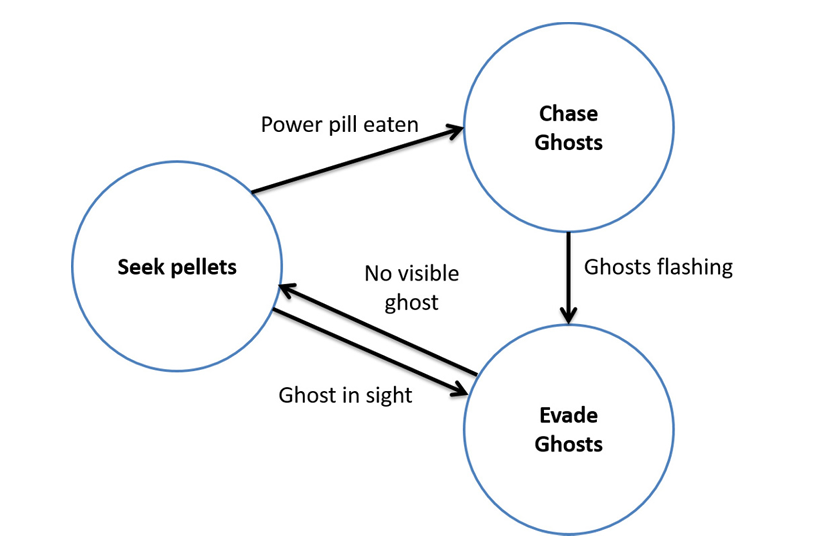 Chase
Ghosts
Power pill eaten
Seek pellets
No visible
ghost
Ghosts flashing
Ghost in sight
Evade
Ghosts